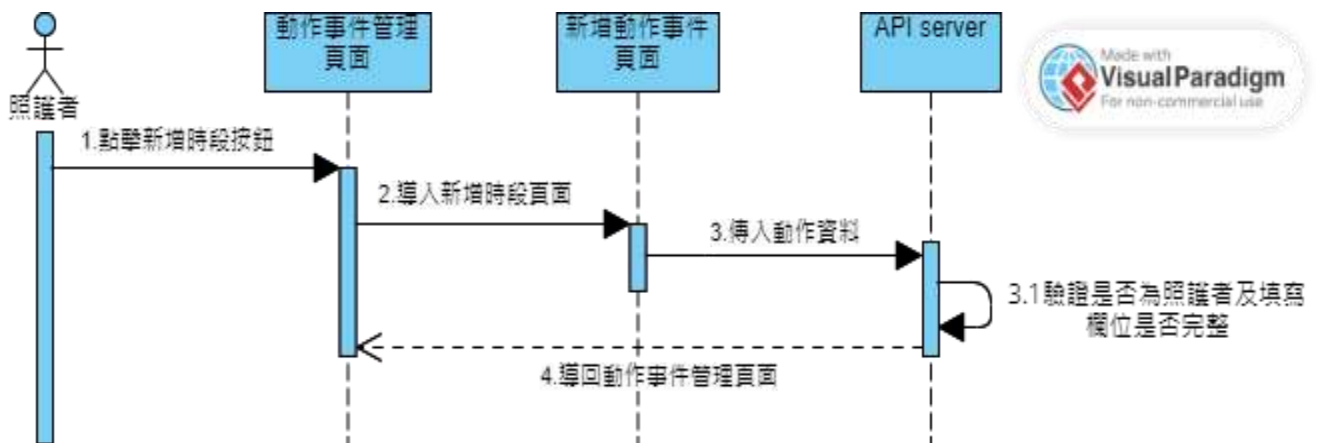 動作事件管理
頁面
新增動作事件
頁面
API server
Made with
Visual Paradigm
For non-commercial use
照護者
1.點擊新增時段按鈕
2.導入新增時段頁面
3.傳入動作資料
3.1驗證是否為照護者及填寫
欄位是否完整
4.導回動作事件管理頁面